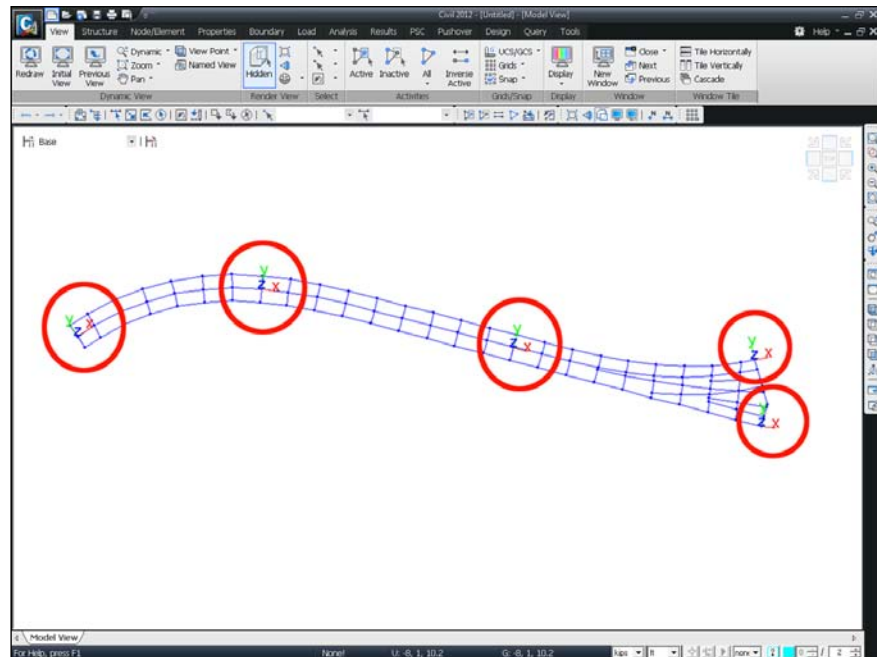 Civil 2012 - [Untitled] - [Model View]
View Structure Node/Element Properties Boundary Load Analysis Results PSC Pushover Design Query Tools Help
Redraw Initial View Previous View Dynamic Zoom Pan View Point Named View
Hidden
Active Inactive All Inverse Active
UCS/GCS Grids Snap
Display
New Window Close Next Previous
Tile Horizontally Tile Vertically Cascade
Dynamic View Render View Select Activities Grids/Snap Display Window Window Tile
Base
y
z x
y
z x
y
z x
y
z x
y
z x
Model View
For Help, press F1 None! U: -8, 1, 10.2 G: -8, 1, 10.2 kips ft 0 / 2